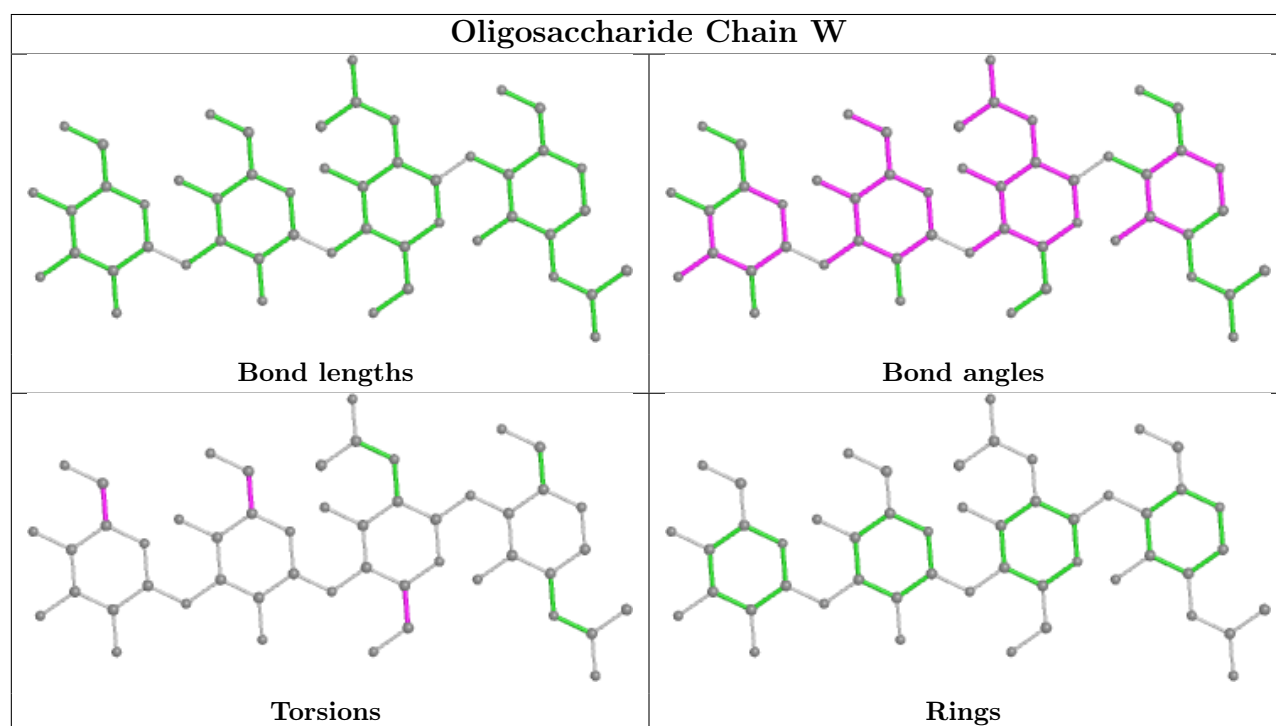 Oligosaccharide Chain W
Bond lengths
Bond angles
Torsions
Rings